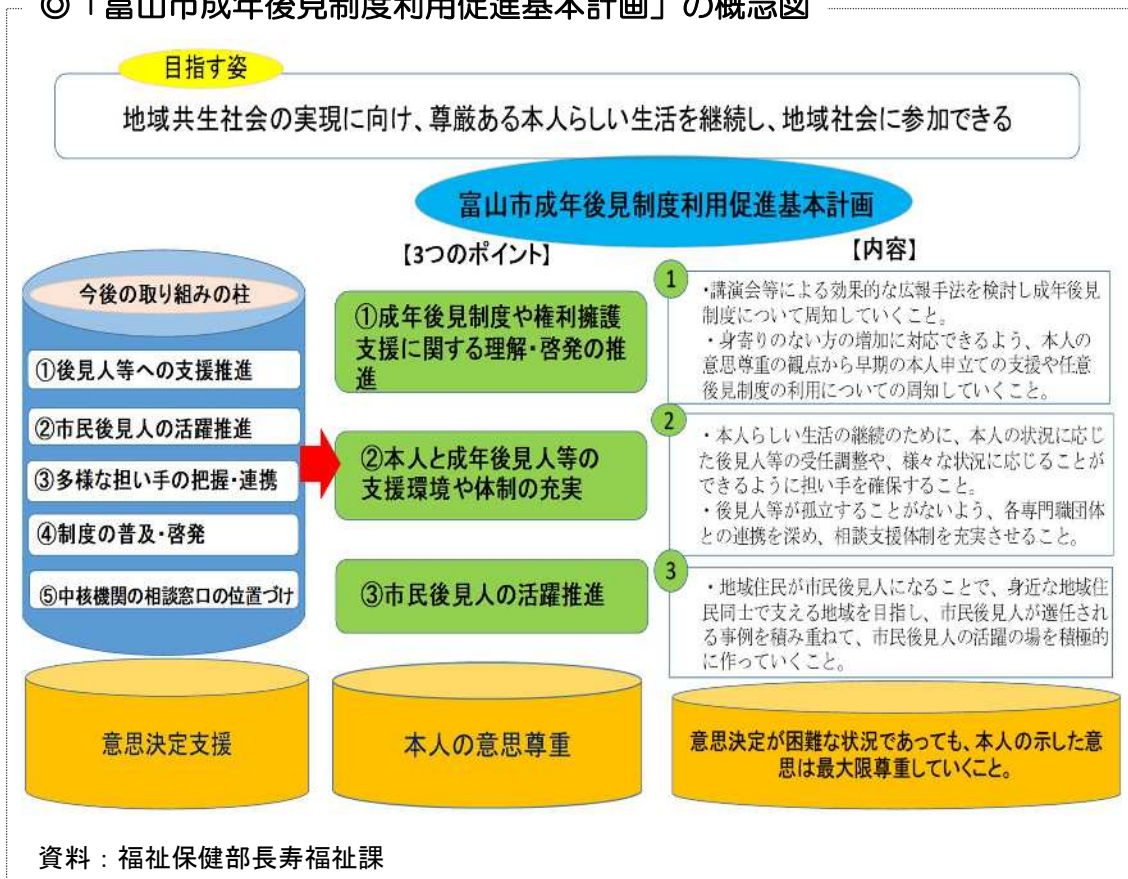 ◎「富山市成年後見制度利用促進基本計画」の概念図
目指す姿
地域共生社会の実現に向け、尊厳ある本人らしい生活を継続し、地域社会に参加できる
富山市成年後見制度利用促進基本計画
【3つのポイント】
【内容】
今後の取り組みの柱
①後見人等への支援推進
②市民後見人の活躍推進
③多様な担い手の把握・連携
④制度の普及・啓発
⑤中核機関の相談窓口の位置づけ
①成年後見制度や権利擁護
支援に関する理解・啓発の推
進
②本人と成年後見人等の
支援環境や体制の充実
③市民後見人の活躍推進
1
・講演会等による効果的な広報手法を検討し成年後見
制度について周知していくこと。
・身寄りのない方の増加に対応できるよう、本人の
意思尊重の観点から早期の本人申立ての支援や任意
後見制度の利用についての周知していくこと。
2
・本人らしい生活の継続のために、本人の状況に応じ
た後見人等の受任調整や、様々な状況に応じることが
できるように担い手を確保すること。
・後見人等が孤立することがないよう、各専門職団体
との連携を深め、相談支援体制を充実させること。
3
・地域住民が市民後見人になることで、身近な地域住
民同士で支える地域を目指し、市民後見人が選任され
る事例を積み重ねて、市民後見人の活躍の場を積極的
に作っていくこと。
意思決定支援
本人の意思尊重
意思決定が困難な状況であっても、本人の示した意
思は最大限尊重していくこと。
資料：福祉保健部長寿福祉課